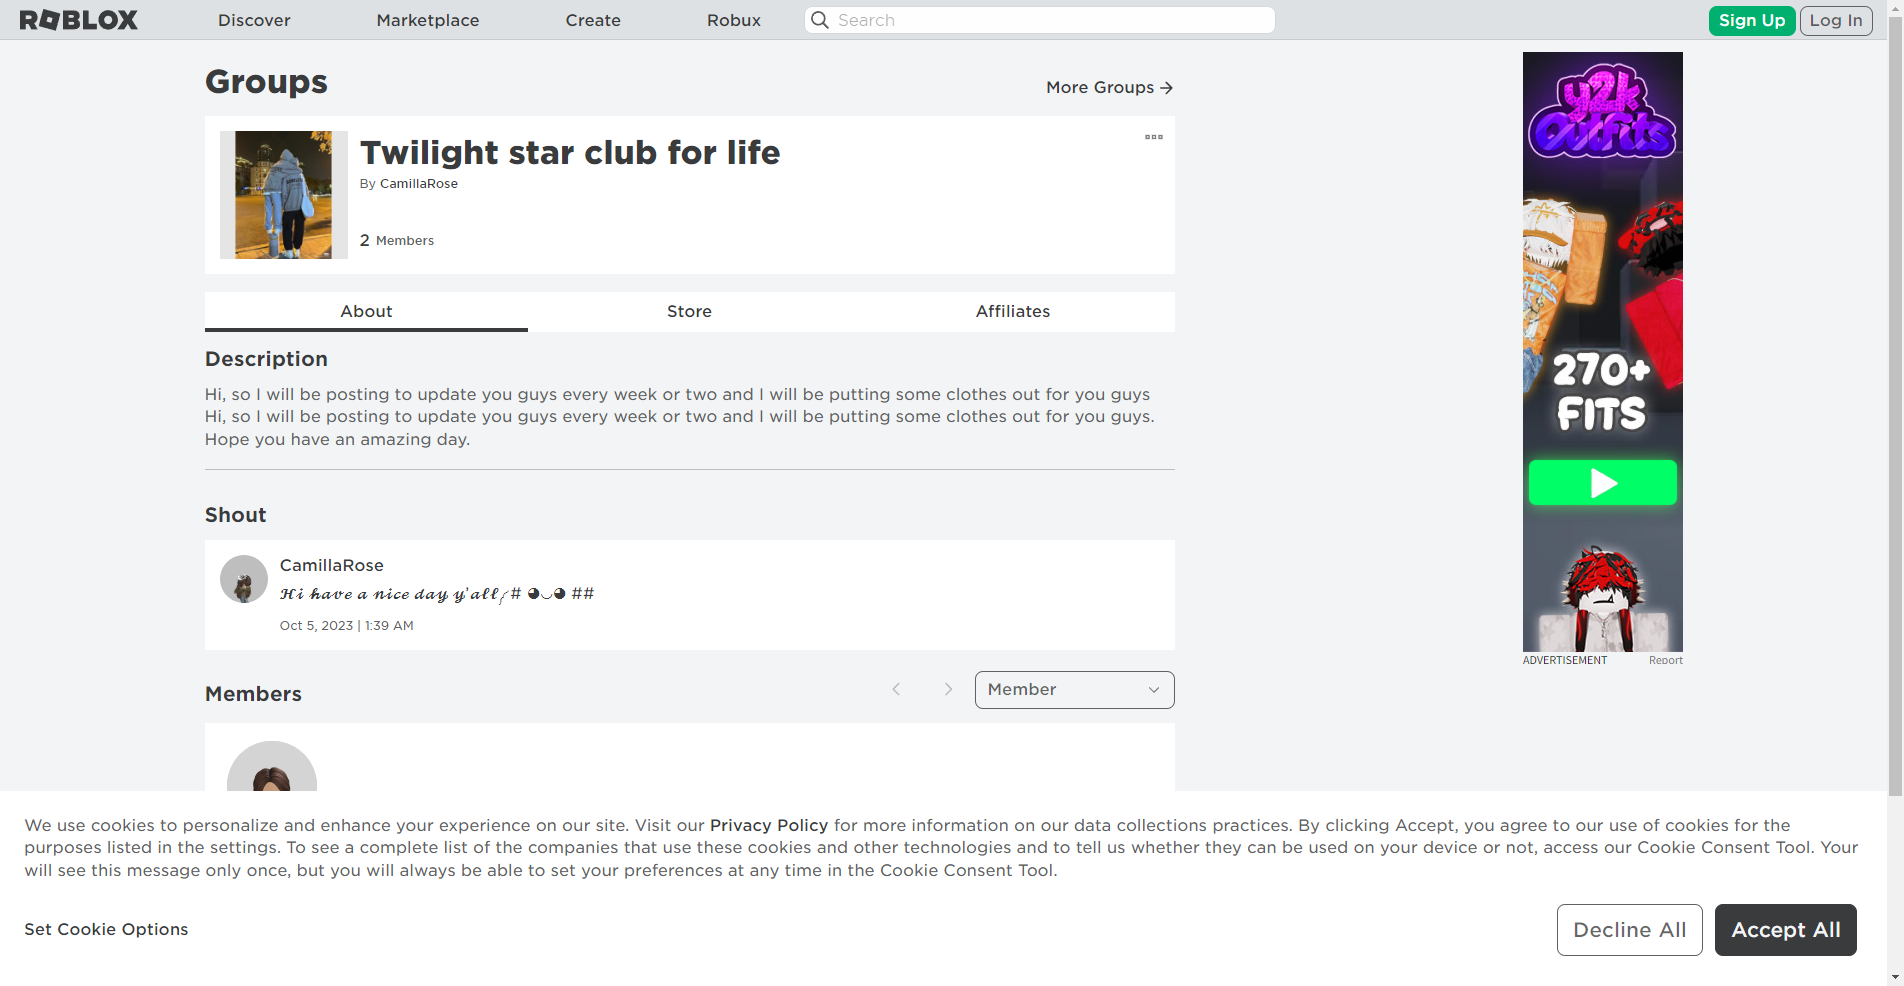 ROBLOX
Discover
Marketplace
Create
Robux
Search
Sign Up
Log In
Groups
More Groups
Twilight star club for life
By CamillaRose
2 Members
About
Store
Affiliates
Description
Hi, so I will be posting to update you guys every week or two and I will be putting some clothes out for you guys
Hi, so I will be posting to update you guys every week or two and I will be putting some clothes out for you guys.
Hope you have an amazing day.
Shout
CamillaRose
𝓗𝓲 𝓱𝓪𝓿𝓮 𝓪 𝓷𝓲𝓬𝓮 𝓭𝓪𝔂 𝔂'𝓪𝓵𝓵 # ◕◡◕ ##
Oct 5, 2023 | 1:39 AM
Members
Member
y2k
Outfits
270+
FITS
ADVERTISEMENT
Report
We use cookies to personalize and enhance your experience on our site. Visit our Privacy Policy for more information on our data collections practices. By clicking Accept, you agree to our use of cookies for the
purposes listed in the settings. To see a complete list of the companies that use these cookies and other technologies and to tell us whether they can be used on your device or not, access our Cookie Consent Tool. Your
will see this message only once, but you will always be able to set your preferences at any time in the Cookie Consent Tool.
Set Cookie Options
Decline All
Accept All